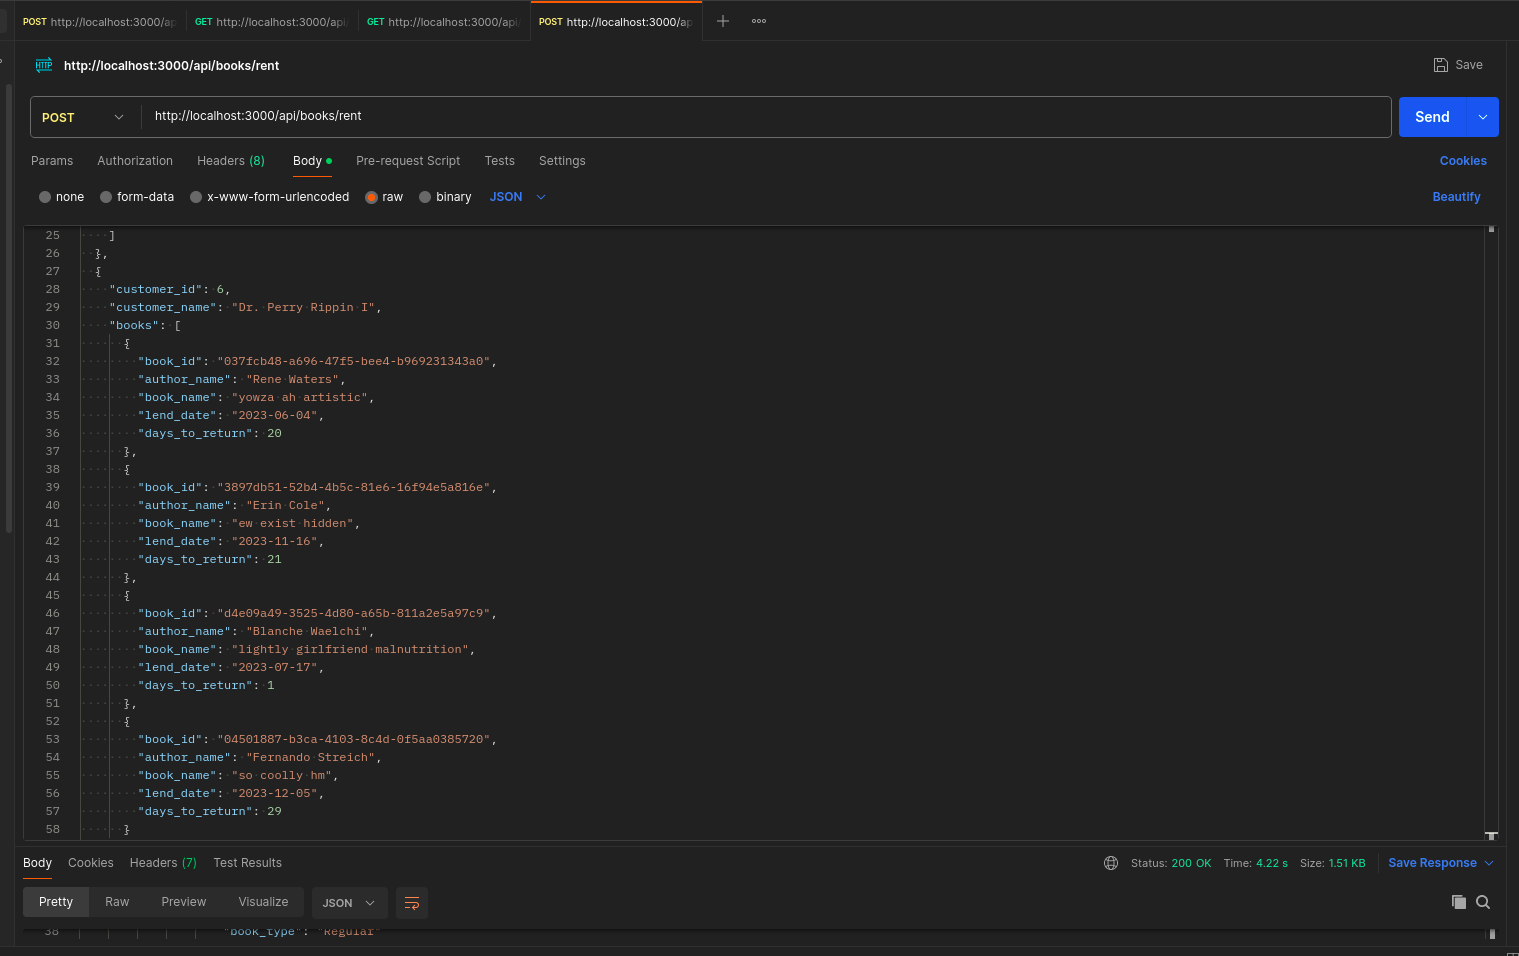 POST http://localhost:3000/ap GET http://localhost:3000/api/ GET http://localhost:3000/api/ POST http://localhost:3000/ap
HTTP http://localhost:3000/api/books/rent Save
POST http://localhost:3000/api/books/rent Send
Params Authorization Headers (8) Body Pre-request Script Tests Settings Cookies
none form-data x-www-form-urlencoded raw binary JSON Beautify
25 ]
26 },
27 {
28 "customer_id": 6,
29 "customer_name": "Dr. Perry Rippin I",
30 "books": [
31 {
32 "book_id": "037fcb48-a696-47f5-bee4-b969231343a0",
33 "author_name": "Rene Waters",
34 "book_name": "yowza ah artistic",
35 "lend_date": "2023-06-04",
36 "days_to_return": 20
37 },
38 {
39 "book_id": "3897db51-52b4-4b5c-81e6-16f94e5a816e",
40 "author_name": "Erin Cole",
41 "book_name": "ew exist hidden",
42 "lend_date": "2023-11-16",
43 "days_to_return": 21
44 },
45 {
46 "book_id": "d4e09a49-3525-4d80-a65b-811a2e5a97c9",
47 "author_name": "Blanche Waelchi",
48 "book_name": "lightly girlfriend malnutrition",
49 "lend_date": "2023-07-17",
50 "days_to_return": 1
51 },
52 {
53 "book_id": "04501887-b3ca-4103-8c4d-0f5aa0385720",
54 "author_name": "Fernando Streich",
55 "book_name": "so coolly hm",
56 "lend_date": "2023-12-05",
57 "days_to_return": 29
58 }
Body Cookies Headers (7) Test Results Status: 200 OK Time: 4.22 s Size: 1.51 KB Save Response
Pretty Raw Preview Visualize JSON
38 "book_type": "Regular"